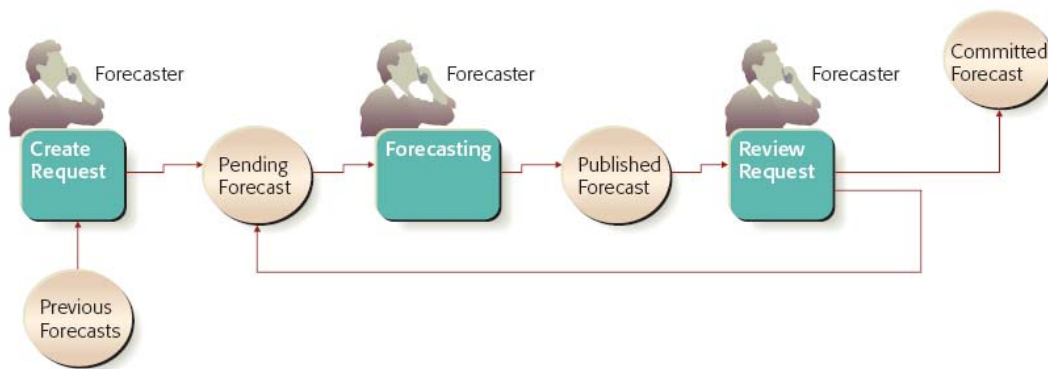 Forecaster
Create
Request
Previous
Forecasts
Pending
Forecast
Forecaster
Forecasting
Published
Forecast
Forecaster
Review
Request
Committed
Forecast